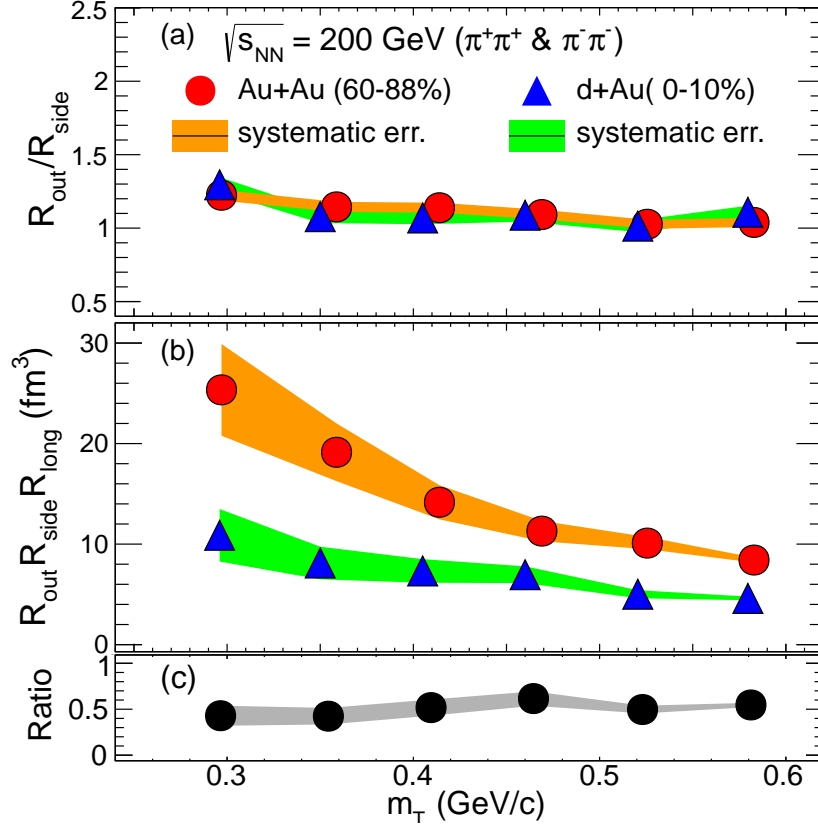 (a) √s_NN = 200 GeV (π⁺π⁺ & π⁻π⁻)
Au+Au (60-88%) d+Au( 0-10%)
systematic err. systematic err.
R_out/R_side
2.5
2
1.5
1
0.5
(b)
R_out R_side R_long (fm³)
30
20
10
0
(c)
Ratio
1
0.5
0
0.3 0.4 0.5 0.6
m_T (GeV/c)